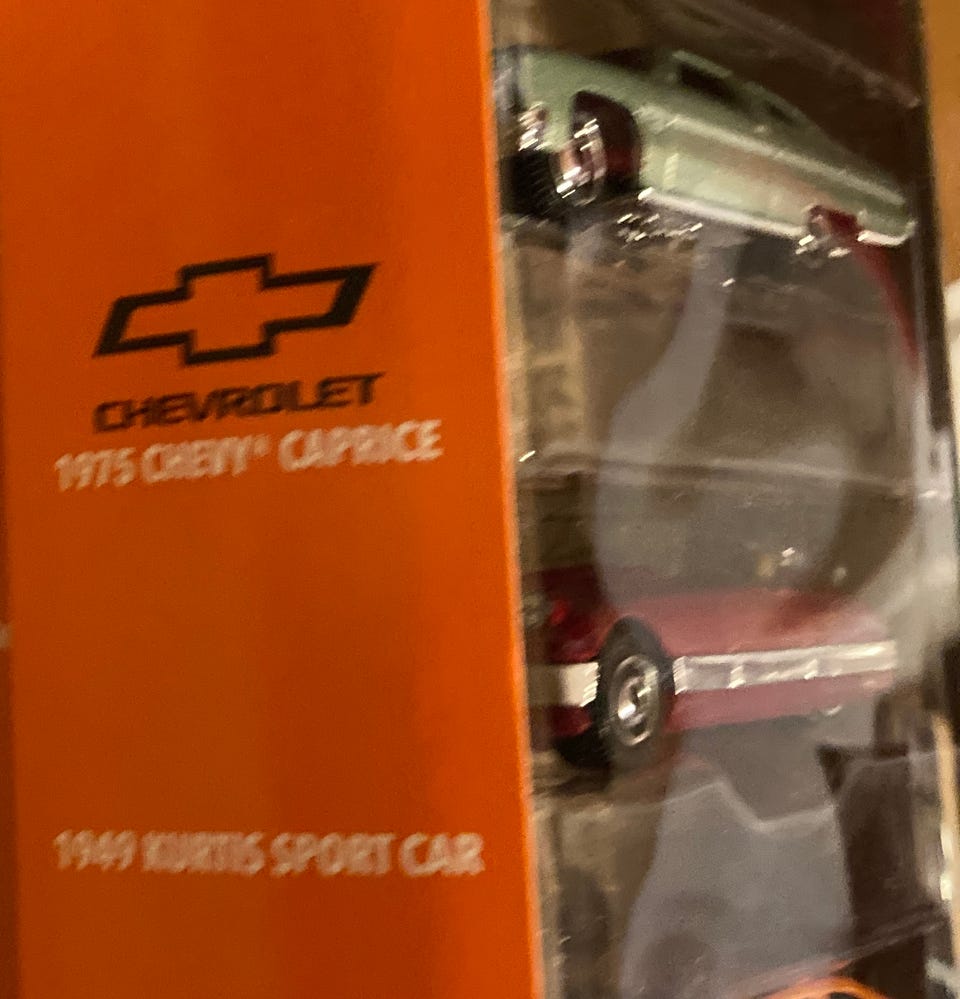 CHEVROLET
1975 CHEVY® CAPRICE
1949 KURTIS SPORT CAR